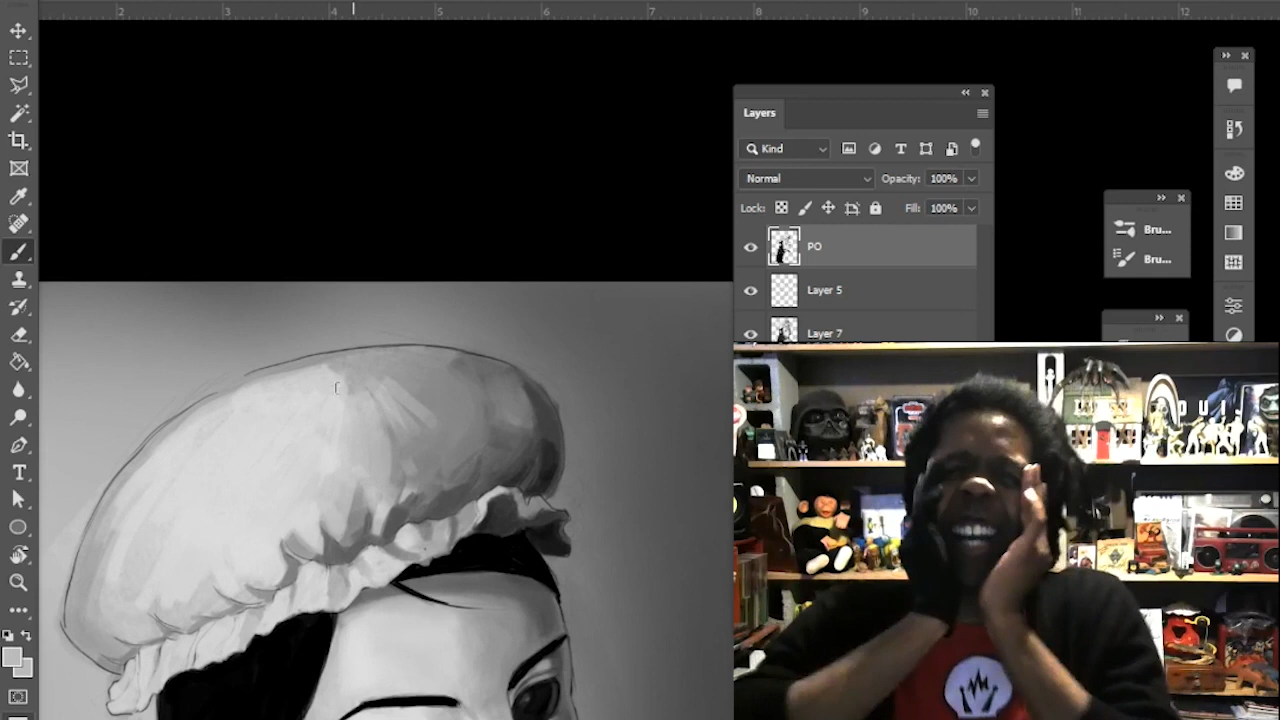 2 3 4 5 6 7 8 9 10 11 12
Layers
Kind
Normal Opacity: 100%
Lock: Fill: 100%
PO
Layer 5
Layer 7
Bru...
Bru...
OUI